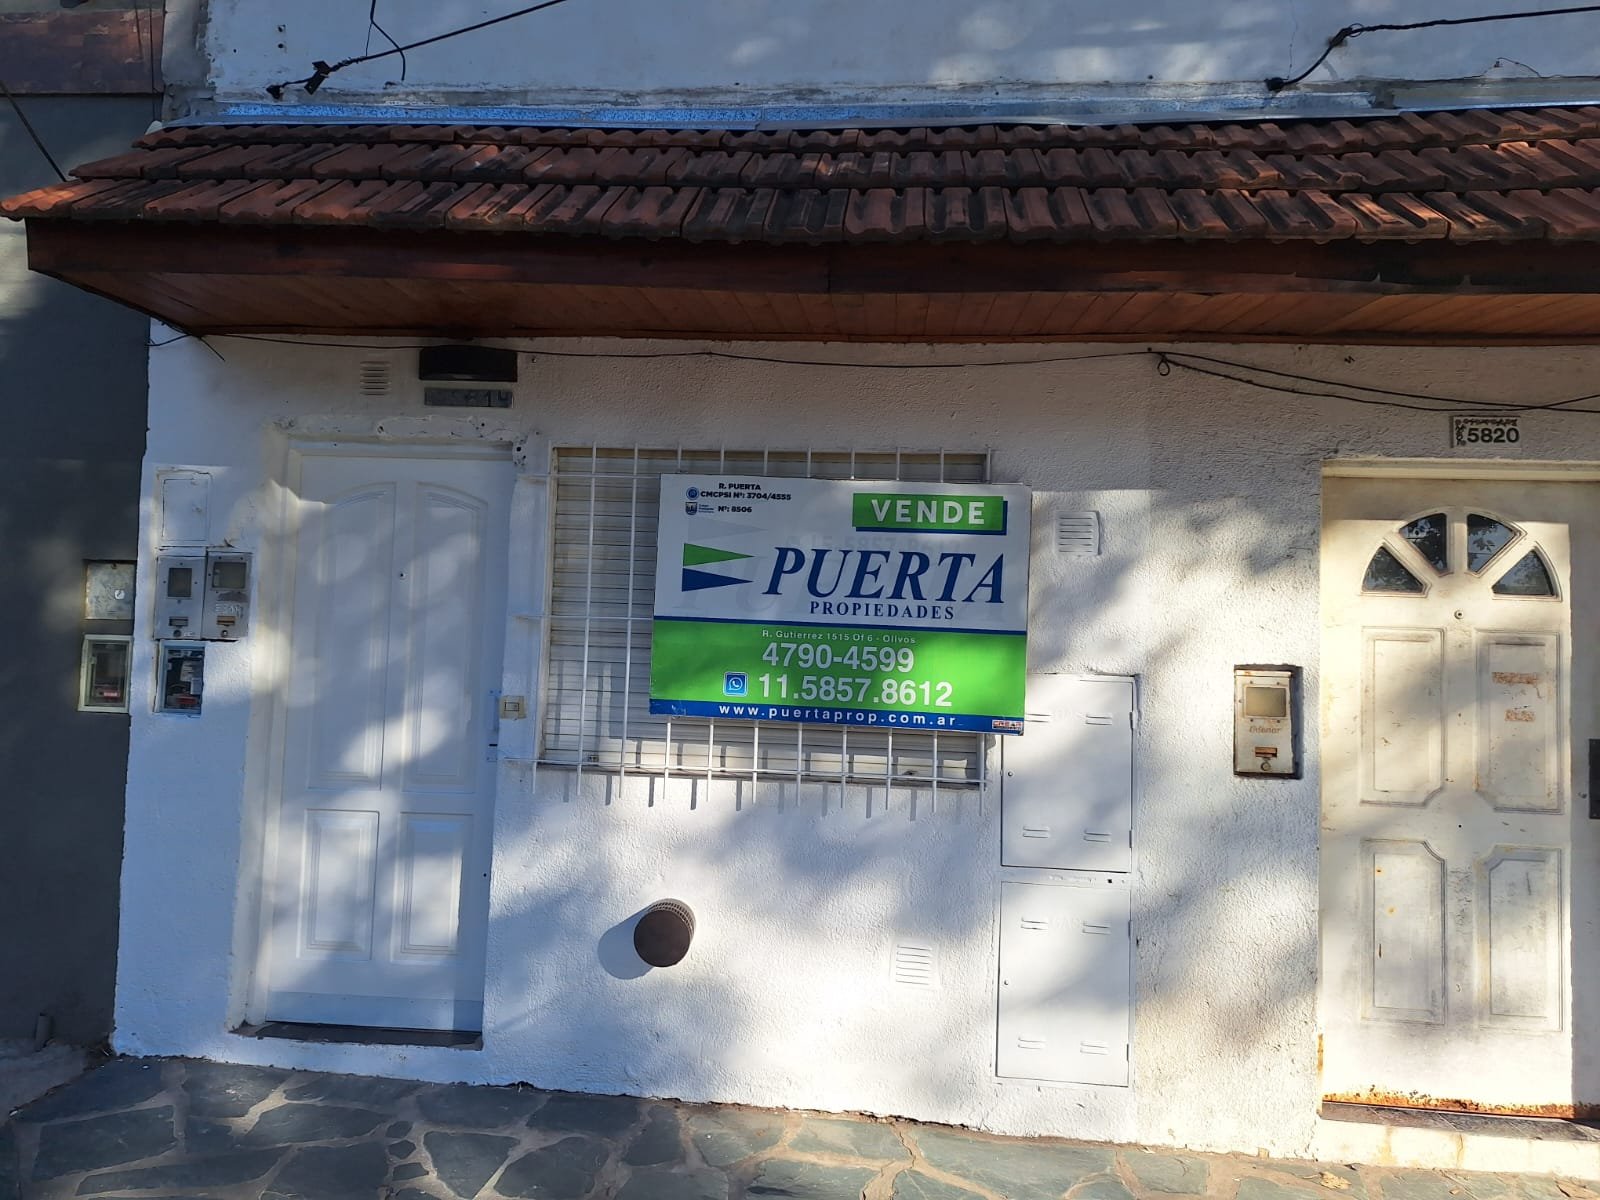 5820
R. PUERTA
CMCPSI Nº: 3704/4555
Nº: 8506
VENDE
PUERTA
PROPIEDADES
R. Gutierrez 1515 Of 6 - Olivos
4790-4599
11.5857.8612
www.puertaprop.com.ar
Inferior